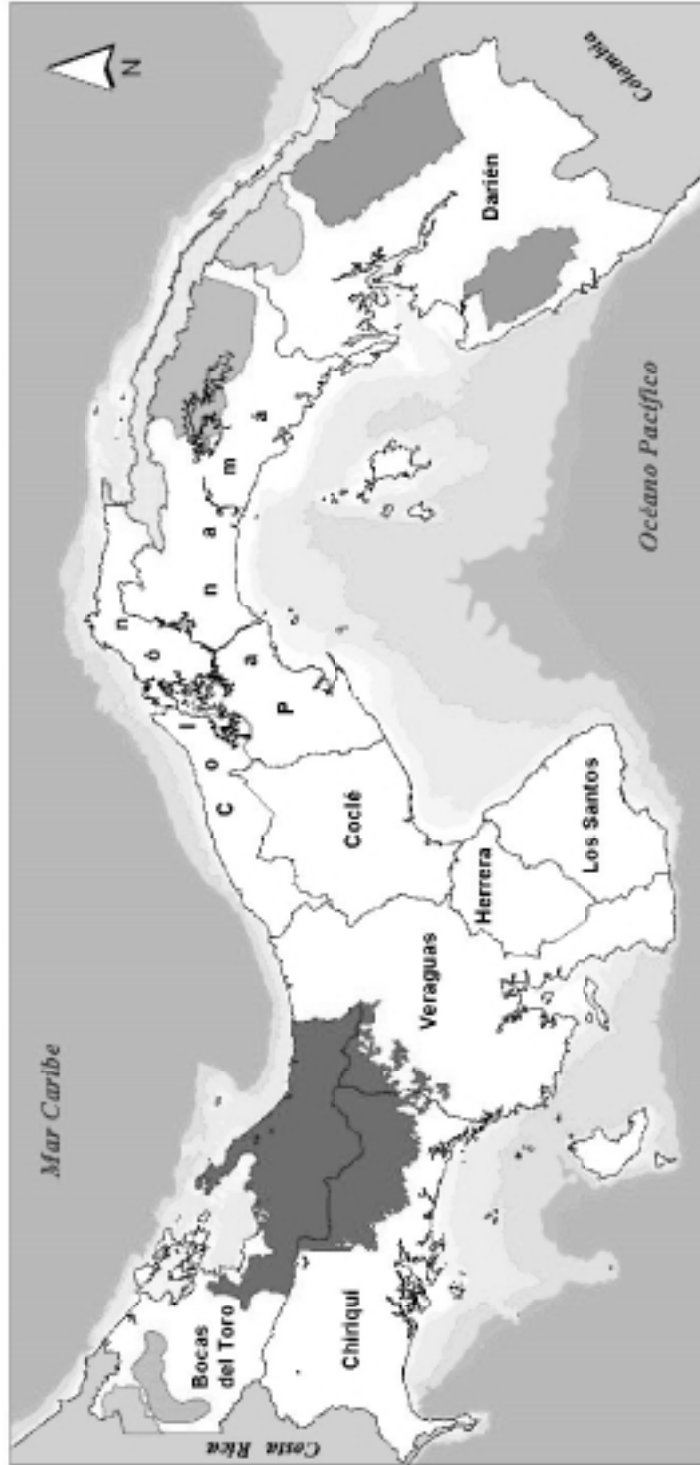 Mar Caribe
N
Costa Rica
Bocas
del Toro
Chiriquí
Veraguas
Colón
Coclé
Panamá
Herrera
Los Santos
Darién
Colombia
Océano Pacífico